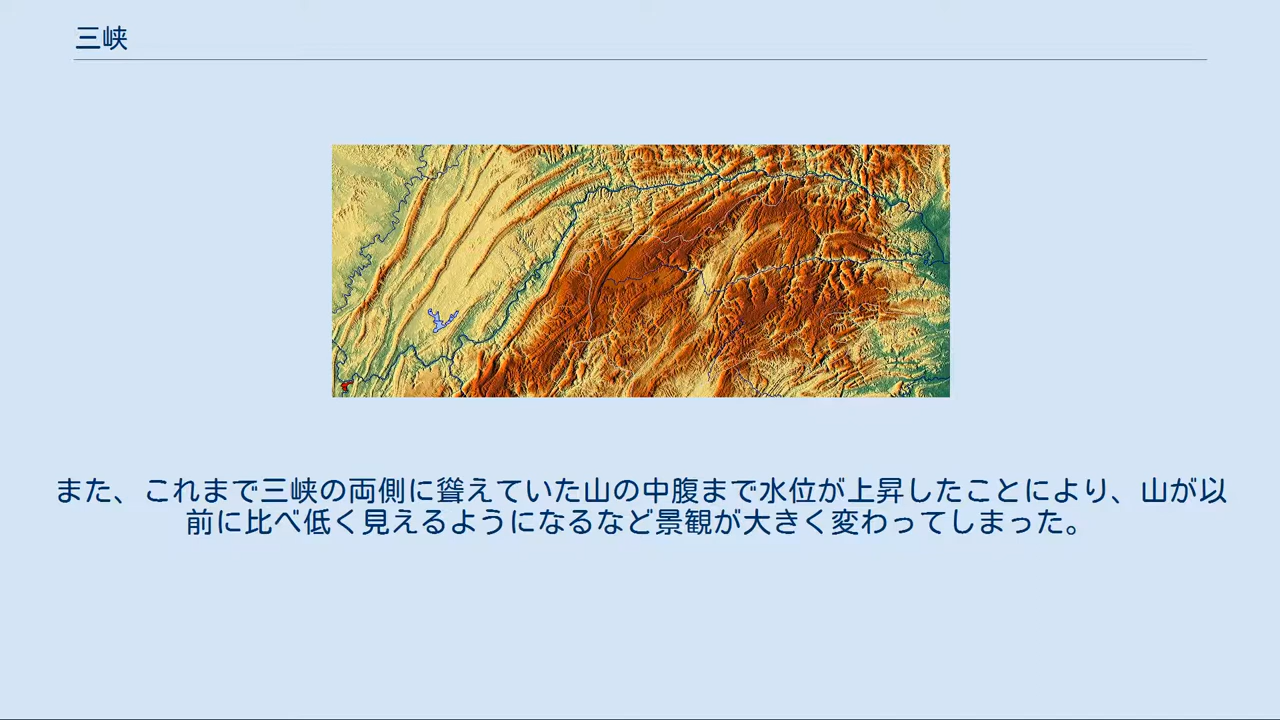 三峡
また、これまで三峡の両側に聳えていた山の中腹まで水位が上昇したことにより、山が以
前に比べ低く見えるようになるなど景観が大きく変わってしまった。